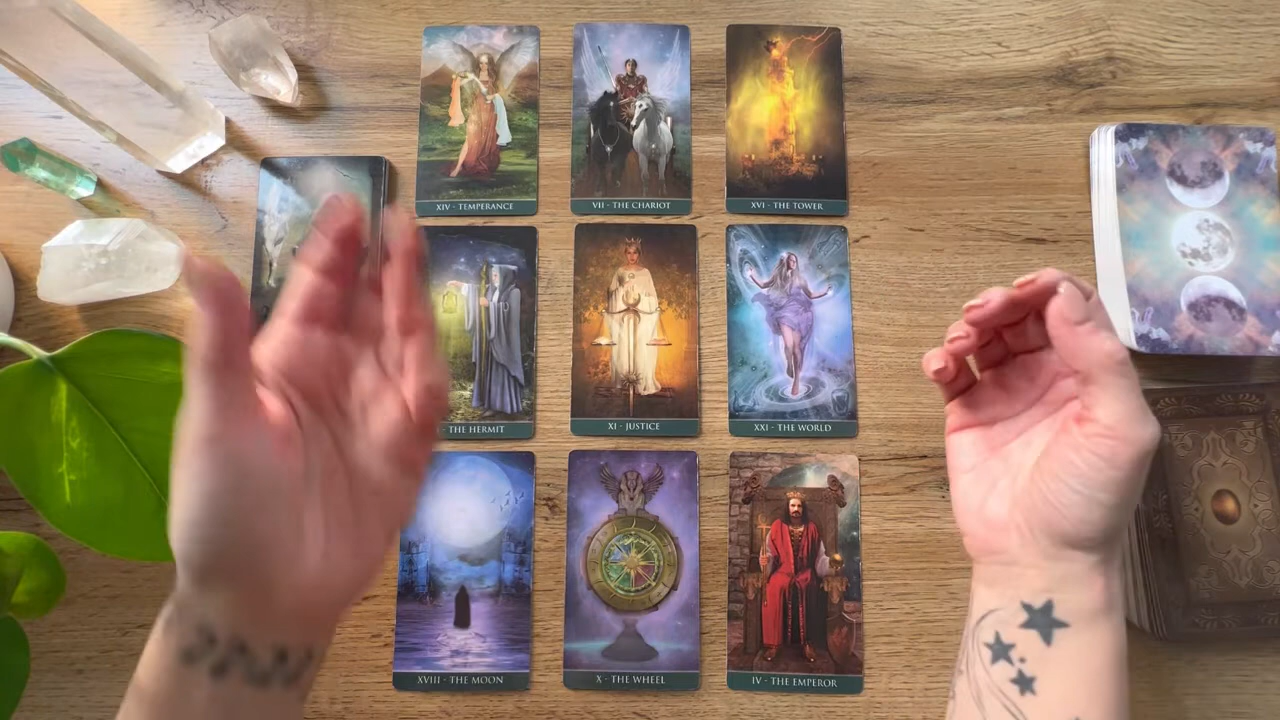 XIV - TEMPERANCE
VII - THE CHARIOT
XVI - THE TOWER
- THE HERMIT
XI - JUSTICE
XXI - THE WORLD
XVIII - THE MOON
X - THE WHEEL
IV - THE EMPEROR